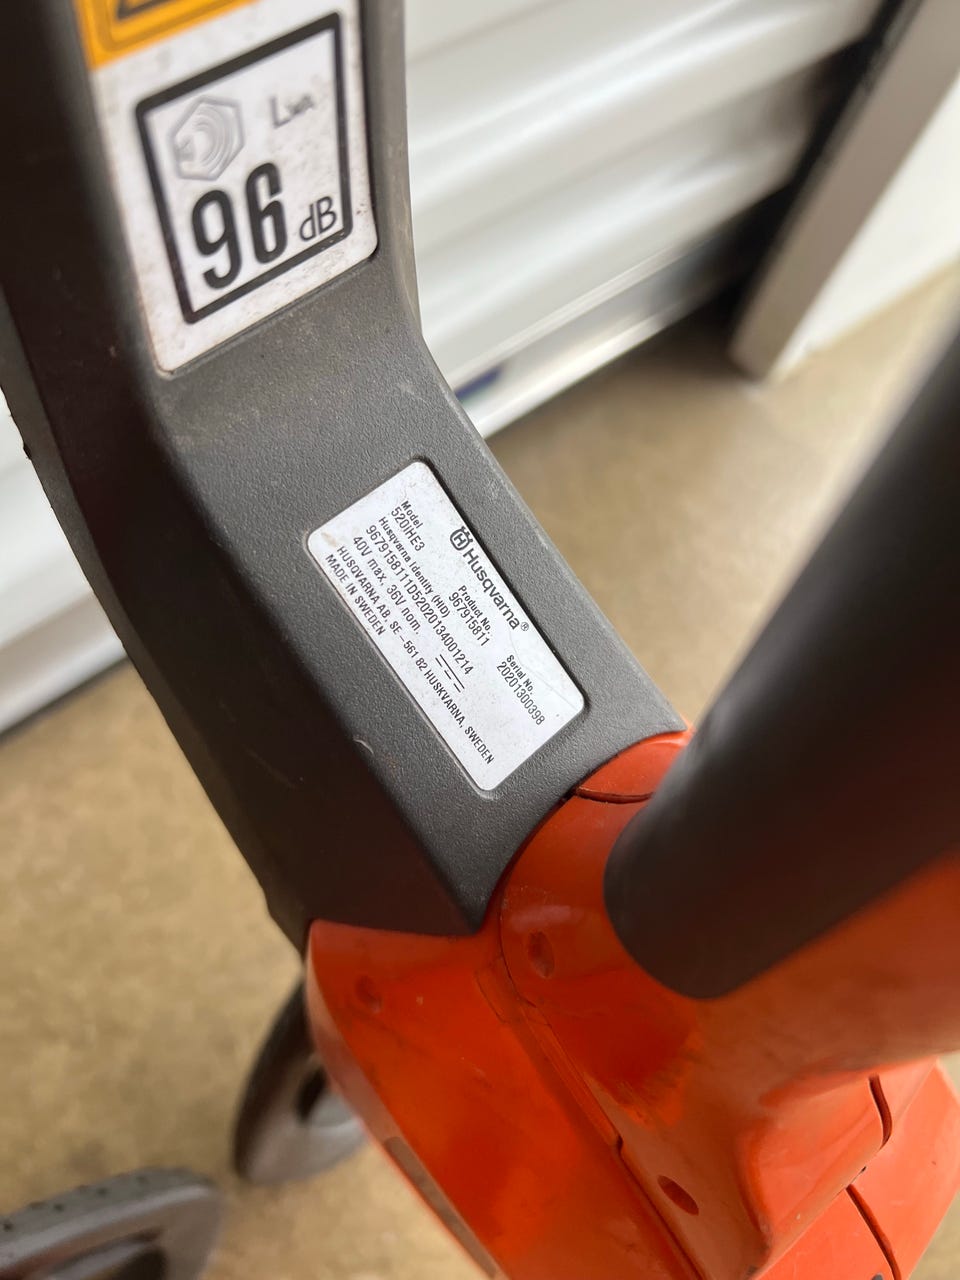 LWA
96 dB
Husqvarna®
Model
520iHE3
Product No.
967915811
Serial No.
20201300398
Husqvarna Identity (HID)
967915811D52020134001214
40V max, 36V nom.
HUSQVARNA AB, SE-561 82 HUSKVARNA, SWEDEN
MADE IN SWEDEN